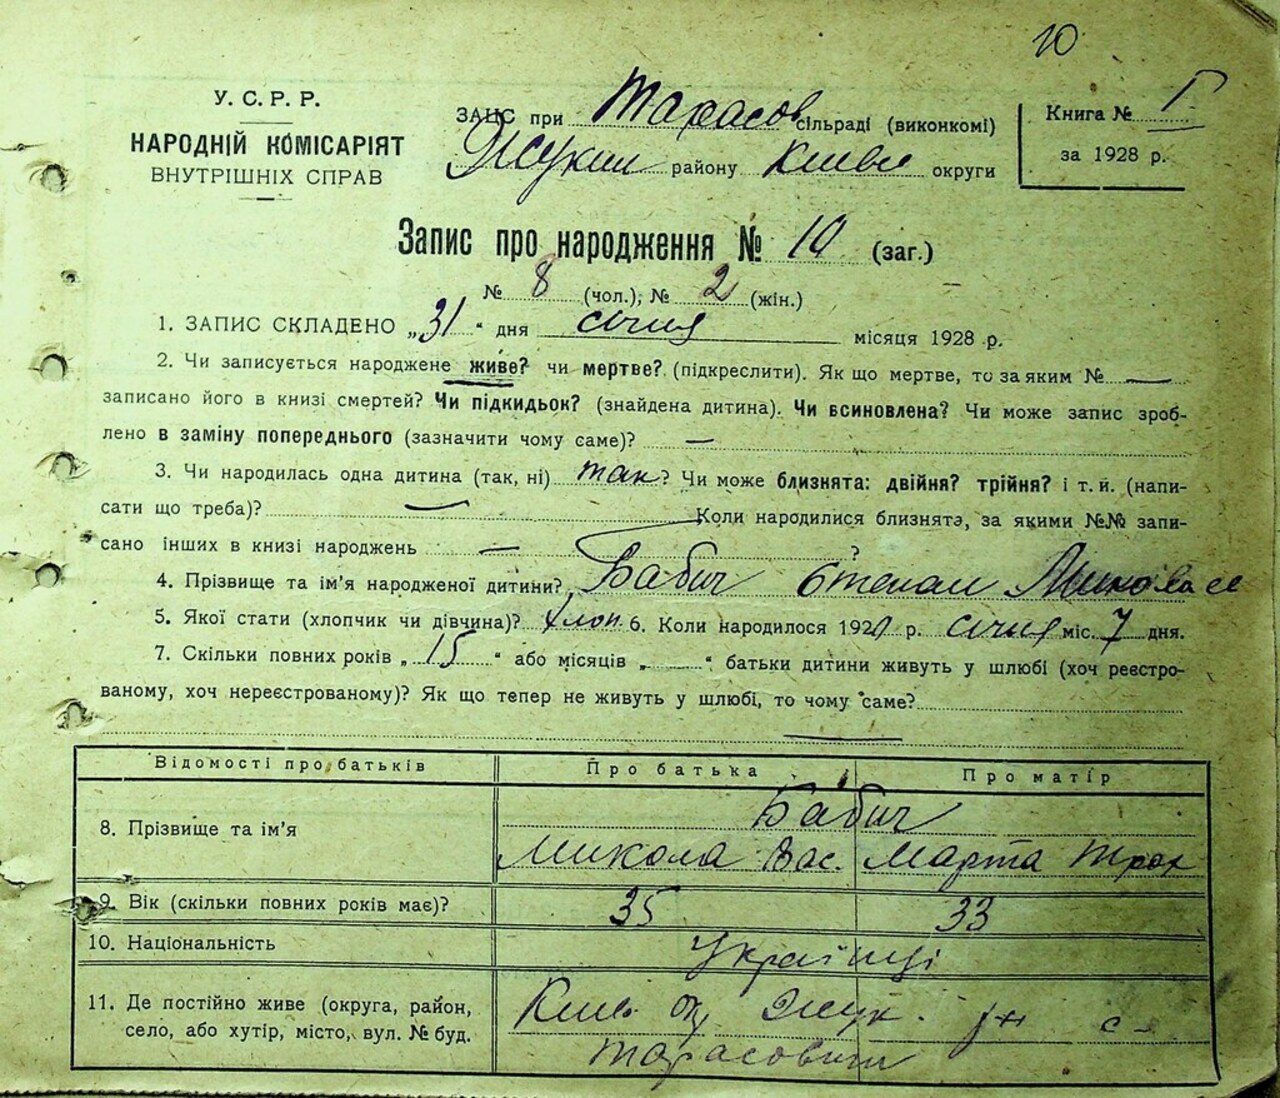 10
У. С. Р. Р.
НАРОДНІЙ КОМІСАРІЯТ
ВНУТРІШНІХ СПРАВ
ЗАЦС при Тарасов сільраді (виконкомі)
Жукин району Київ округи
Книга № I
за 1928 р.
Запис про народження № 10 (заг.)
№ 8 (чол.), № 2 (жін.)
1. ЗАПИС СКЛАДЕНО „31“ дня січня місяця 1928 р.
2. Чи записується народжене живе? чи мертве? (підкреслити). Як що мертве, то за яким № —
записано його в книзі смертей? Чи підкидьок? (знайдена дитина). Чи всиновлена? Чи може запис зроб-
лено в заміну попереднього (зазначити чому саме)? —
3. Чи народилась одна дитина (так, ні) так? Чи може близнята: двійня? трійня? і т. й. (напи-
сати що треба)? — Коли народилися близнята, за якими №№ запи-
сано інших в книзі народжень — ?
4. Прізвище та ім'я народженої дитини? Бабич Степан
5. Якої стати (хлопчик чи дівчина)? хлоп. 6. Коли народилося 192 р. січня міс. 7 дня.
7. Скільки повних років „15“ або місяців „ “ батьки дитини живуть у шлюбі (хоч реєстро-
ваному, хоч нереєстрованому)? Як що тепер не живуть у шлюбі, то чому саме?
—
Відомості про батьків Про батька Про матір
8. Прізвище та ім'я Бабич
Микола Вас. Марта Трох
9. Вік (скільки повних років має)? 35 33
10. Національність Українці
11. Де постійно живе (округа, район,
село, або хутір, місто, вул. № буд.
Київ. окр Жук. р-н с-
Тарасовичи